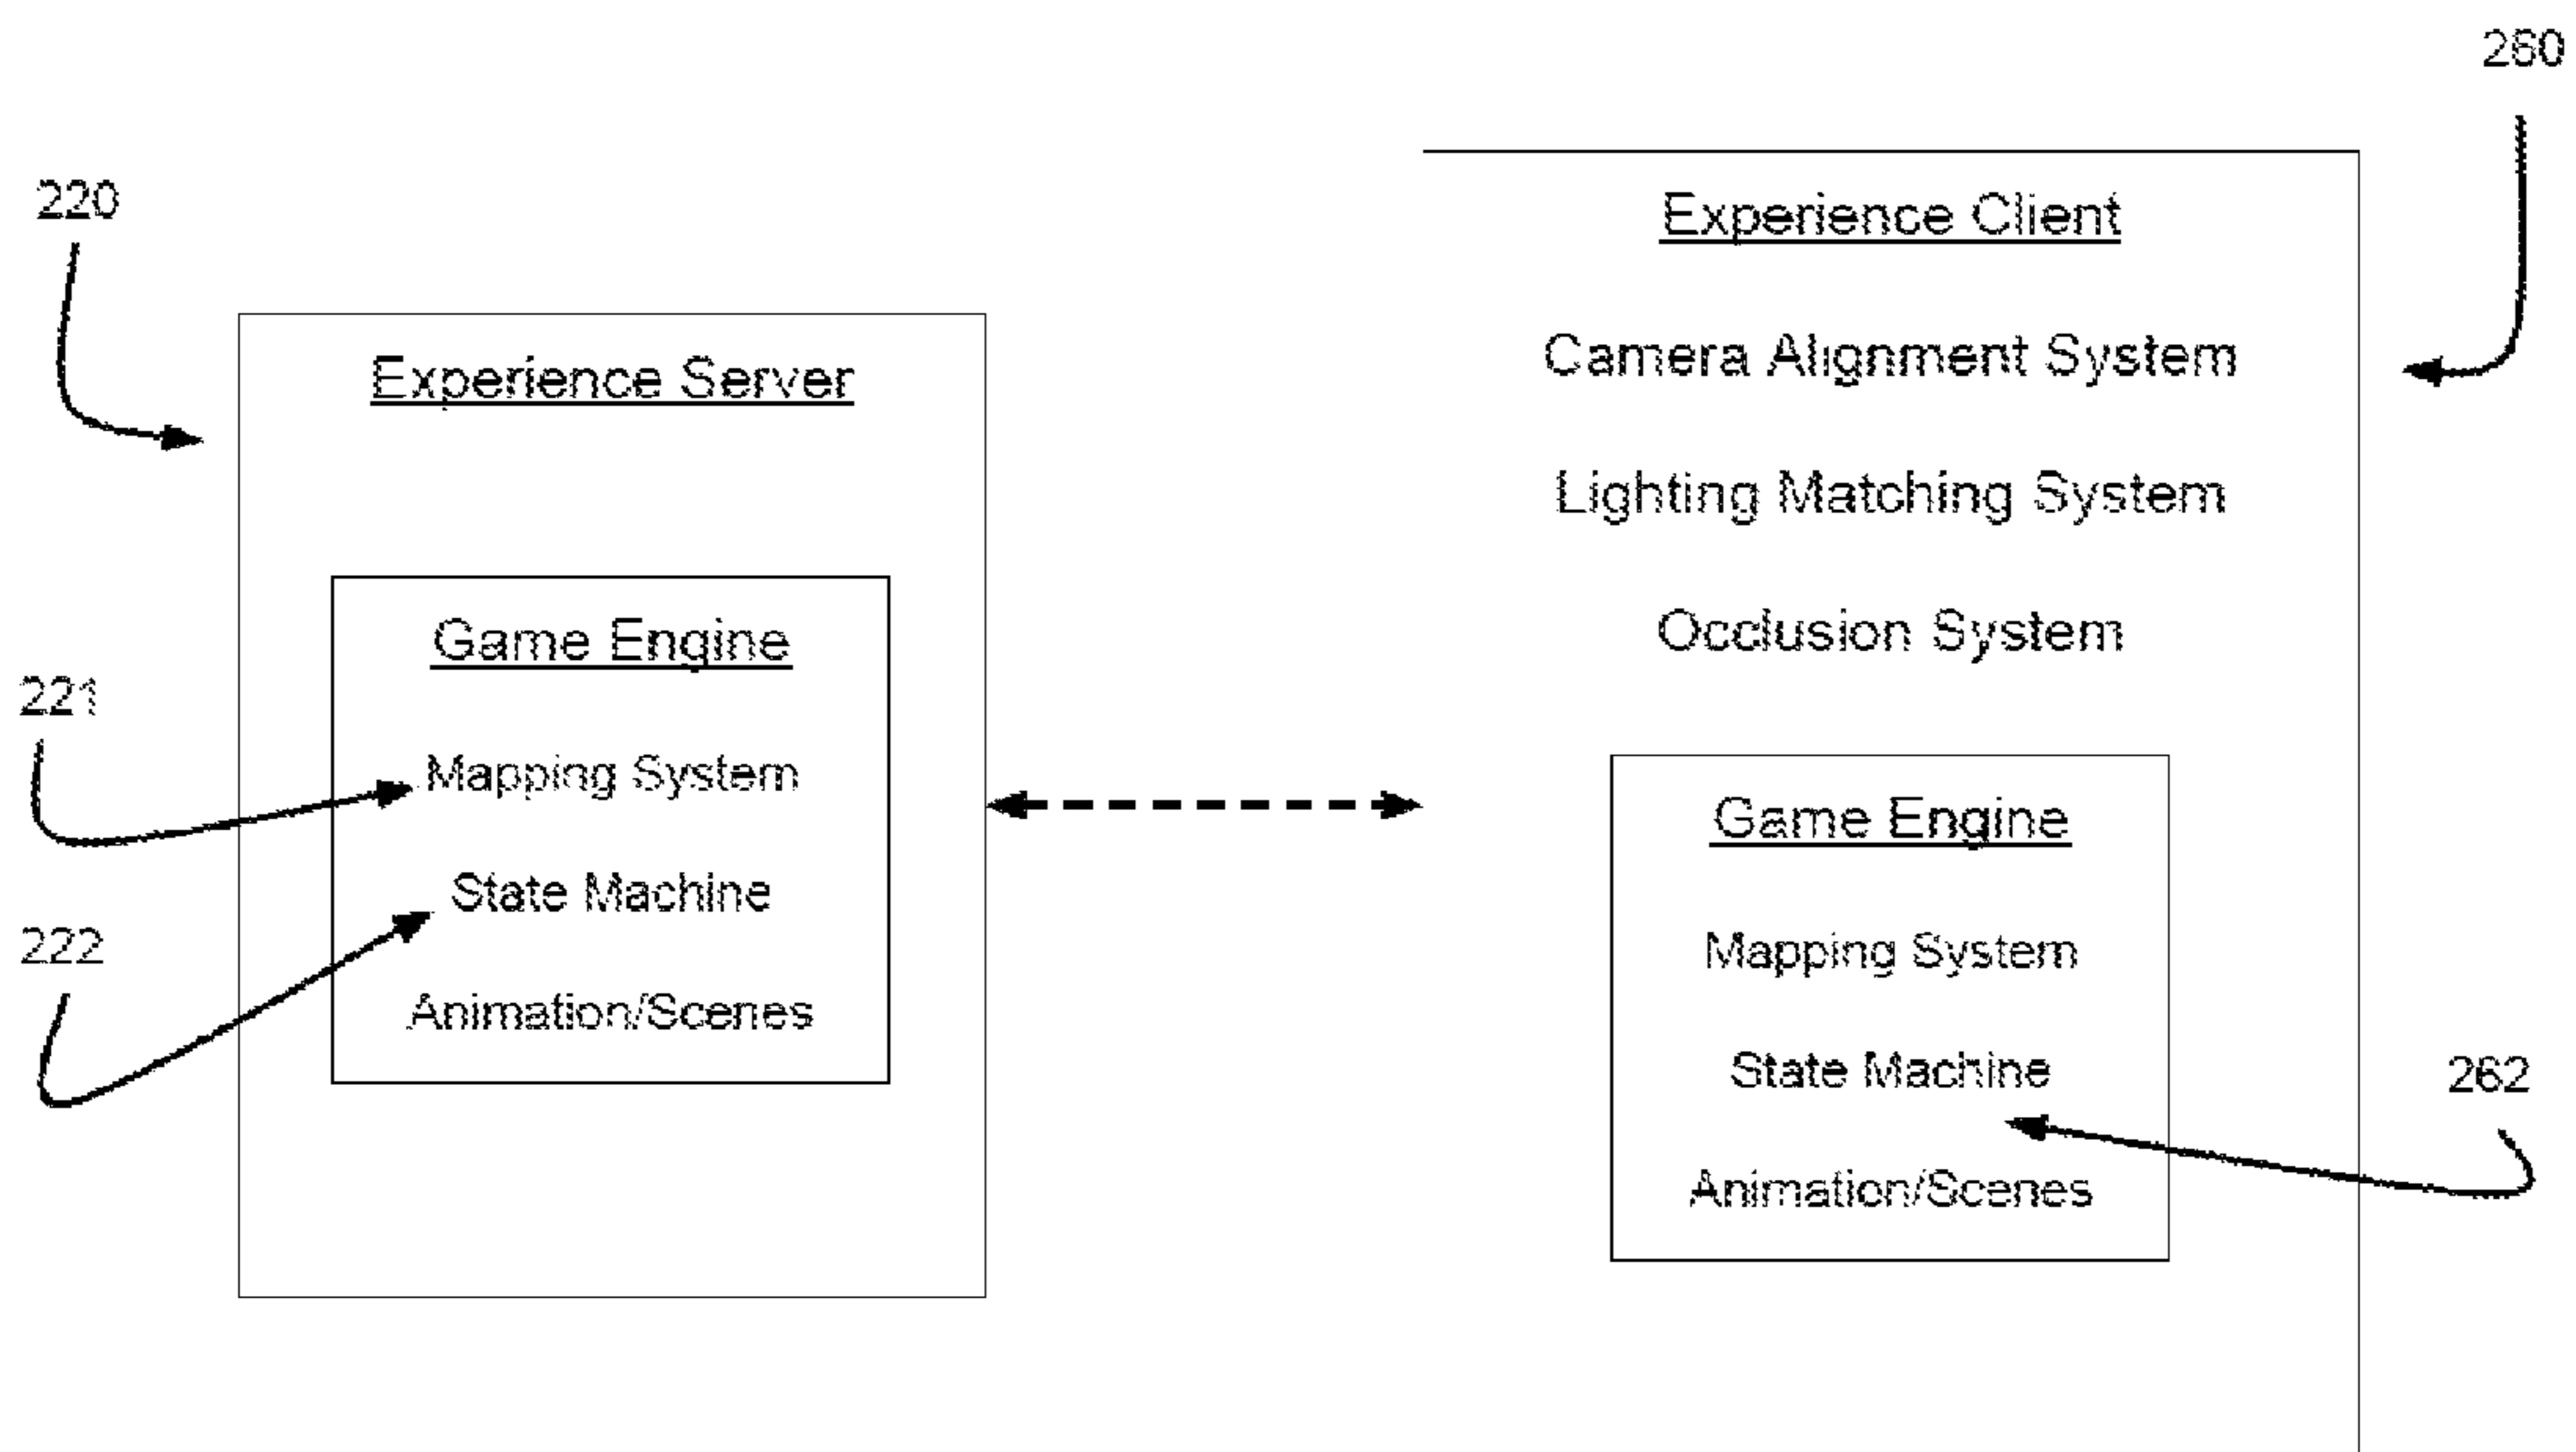 260
220
Experience Client
Experience Server
Camera Alignment System
Lighting Matching System
Occlusion System
Game Engine
Mapping System
State Machine
Animation/Scenes
221
222
Game Engine
Mapping System
State Machine
Animation/Scenes
262